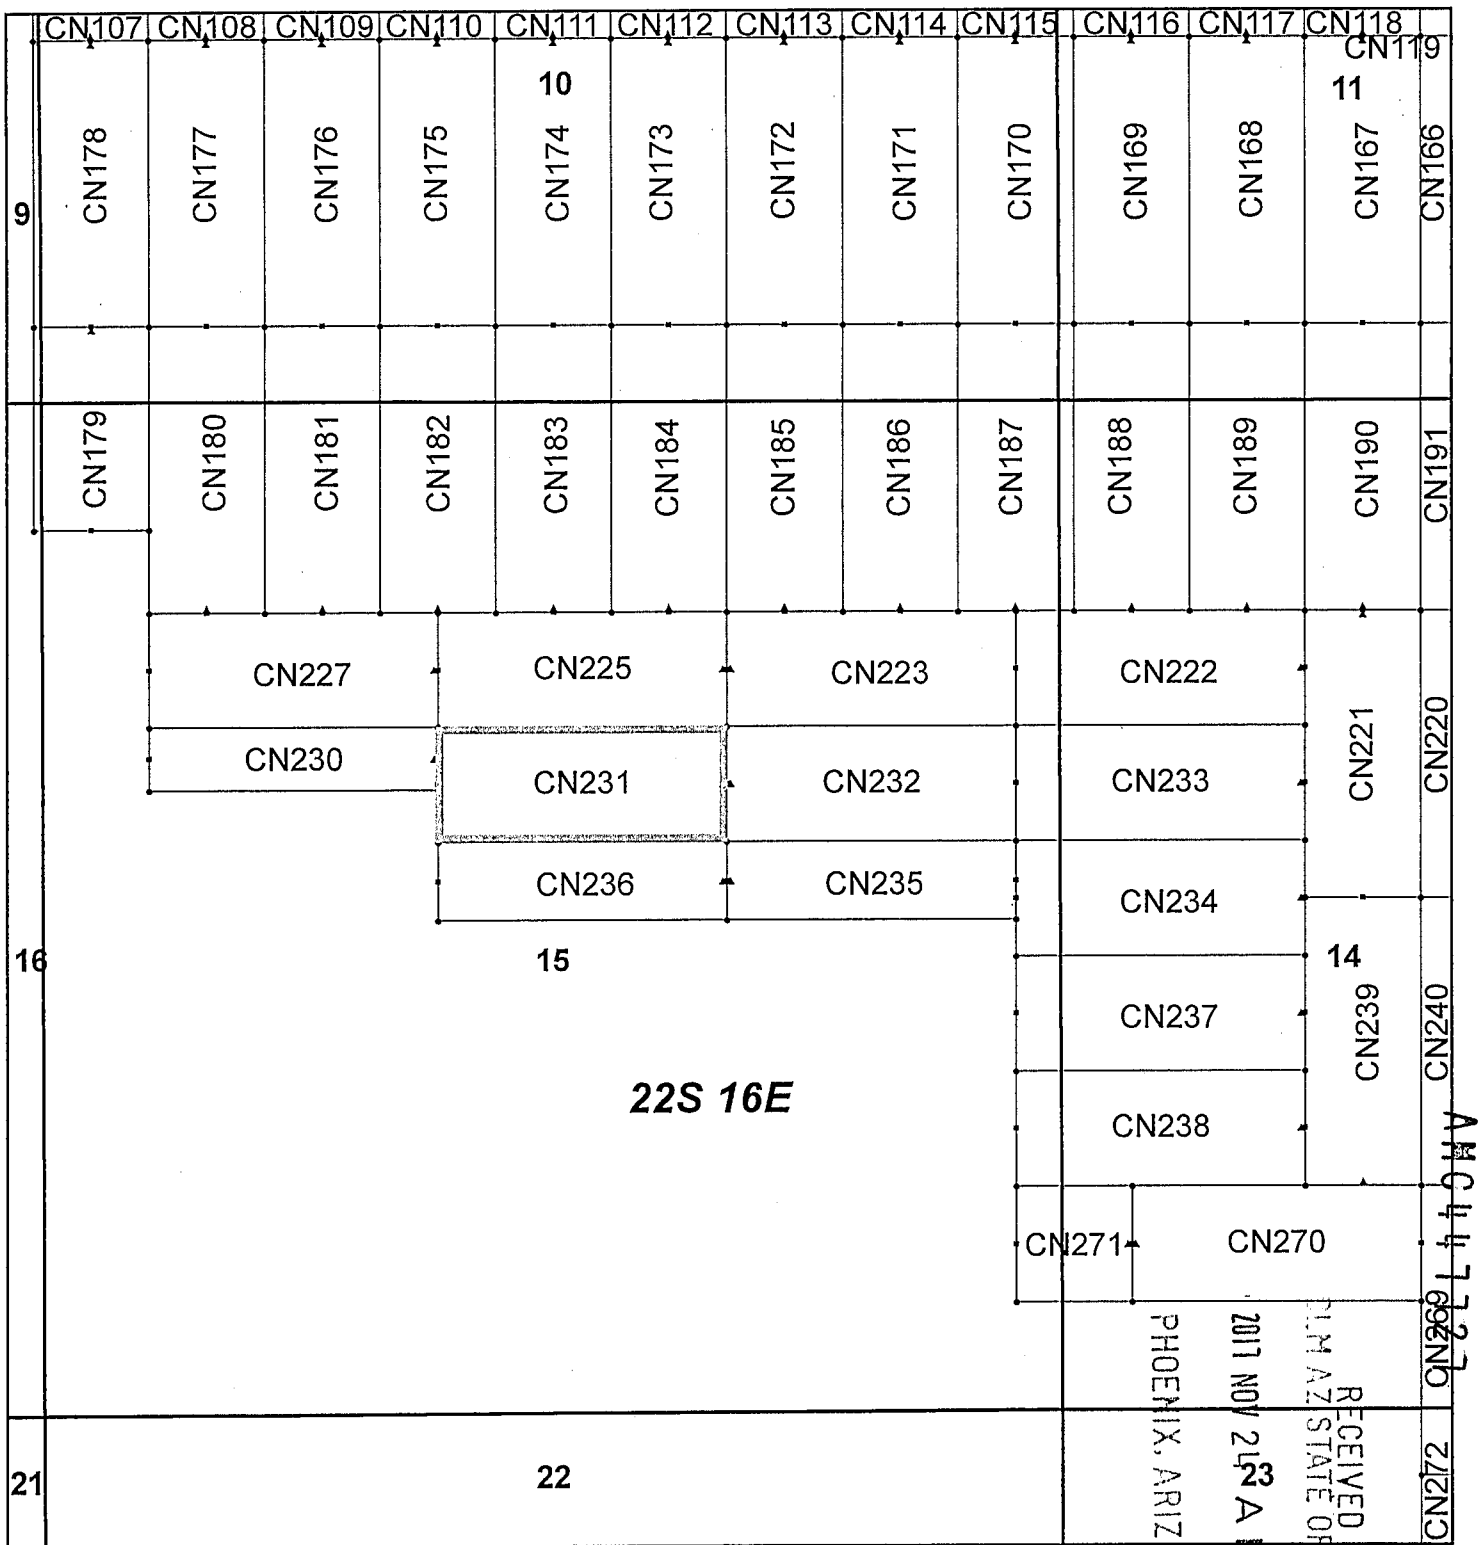 CN107 CN108 CN109 CN110 CN111 CN112 CN113 CN114 CN115 CN116 CN117 CN118
CN119
10 11
CN178 CN177 CN176 CN175 CN174 CN173 CN172 CN171 CN170 CN169 CN168 CN167 CN166
9
CN179 CN180 CN181 CN182 CN183 CN184 CN185 CN186 CN187 CN188 CN189 CN190 CN191
CN227 CN225 CN223 CN222
CN221 CN220
CN230 CN231 CN232 CN233
CN236 CN235 CN234
16 15 14
CN237 CN239 CN240
22S 16E
CN238
AMC447727
CN271 CN270
CN269
RECEIVED
AZ STATE
2017 NOV 24 A
PHOENIX, ARIZ
21 22 23
CN272